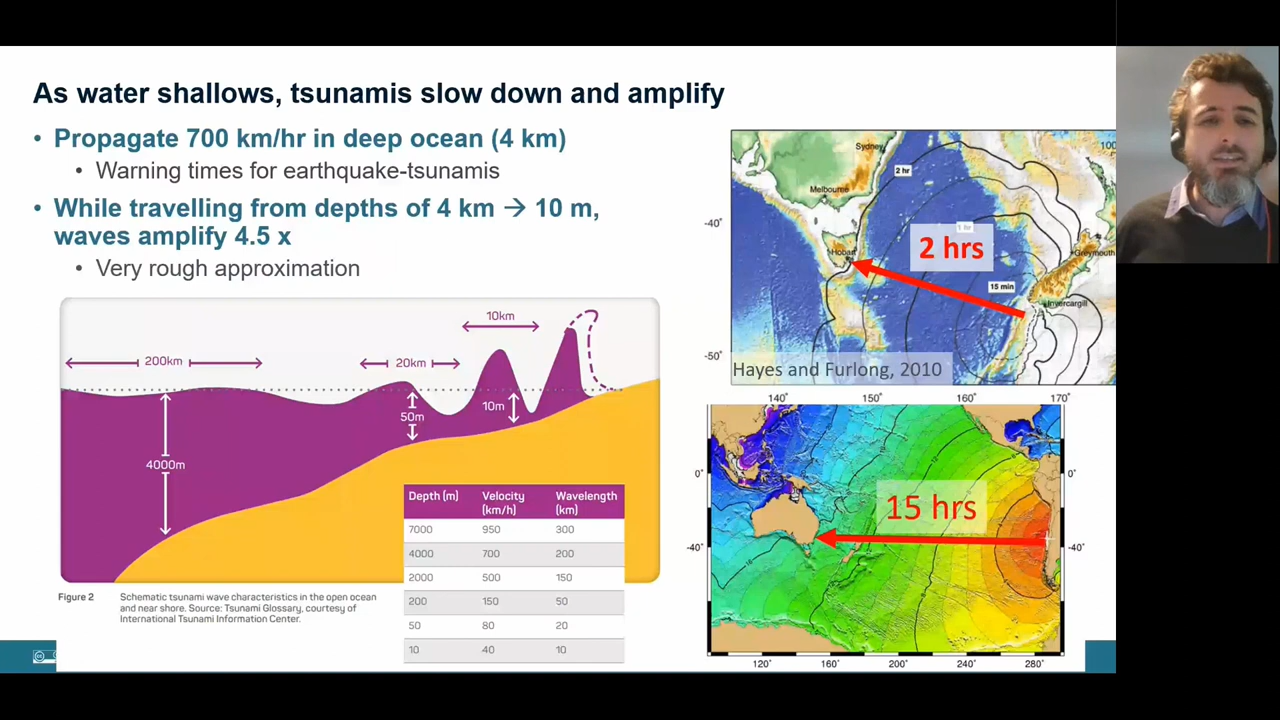 As water shallows, tsunamis slow down and amplify
• Propagate 700 km/hr in deep ocean (4 km)
• Warning times for earthquake-tsunamis
• While travelling from depths of 4 km → 10 m,
waves amplify 4.5 x
• Very rough approximation
200km
20km
10km
4000m
50m
10m
Depth (m) Velocity (km/h) Wavelength (km)
7000 950 300
4000 700 200
2000 500 150
200 150 50
50 80 20
10 40 10
Figure 2
Schematic tsunami wave characteristics in the open ocean
and near shore. Source: Tsunami Glossary, courtesy of
International Tsunami Information Center.
cc
Sydney
2 hr
100
Melbourne
-40°
1 hr
2 hrs
Hobart
Greymouth
15 min
Invercargill
-50°
Hayes and Furlong, 2010
140° 150° 160° 170°
0° 0°
15 hrs
-40° -40°
120° 160° 200° 240° 280°